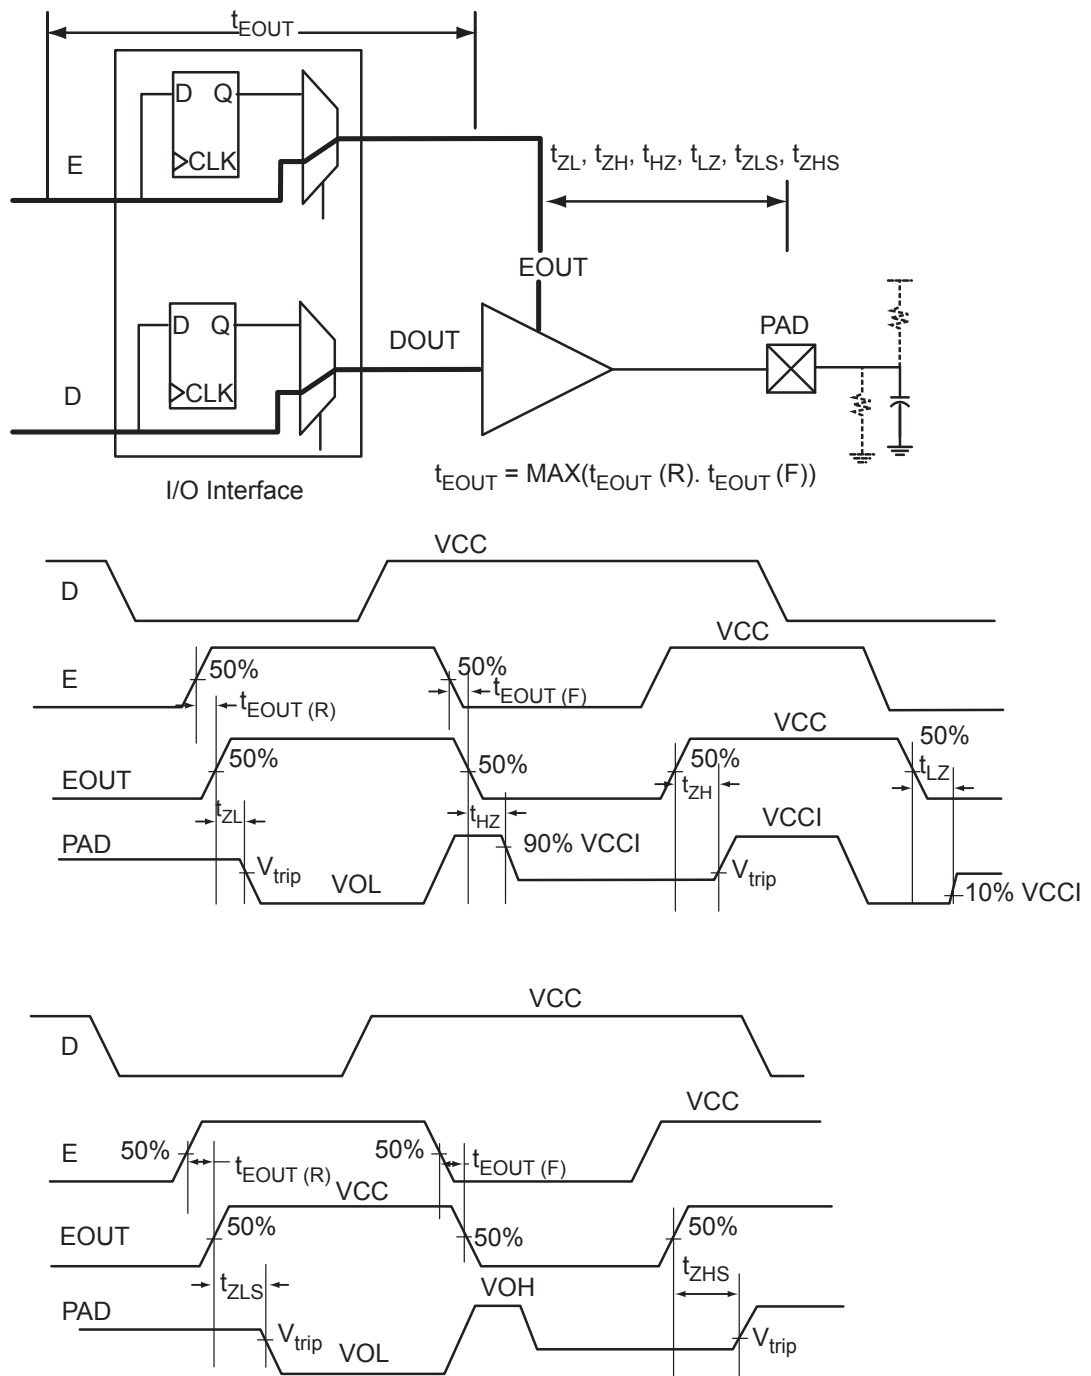 tEOUT
D Q
CLK
E
tZL, tZH, tHZ, tLZ, tZLS, tZHS
EOUT
D Q
CLK
DOUT
PAD
D
I/O Interface
tEOUT = MAX(tEOUT (R). tEOUT (F))
VCC
D
VCC
E
50%
50%
tEOUT (R)
tEOUT (F)
VCC
50%
EOUT
50%
50%
50%
tZL
tHZ
tZH
tLZ
PAD
90% VCCI
VCCI
Vtrip
VOL
Vtrip
10% VCCI
VCC
D
VCC
E
50%
50%
tEOUT (R)
tEOUT (F)
VCC
EOUT
50%
50%
50%
tZLS
tZHS
PAD
VOH
Vtrip
VOL
Vtrip